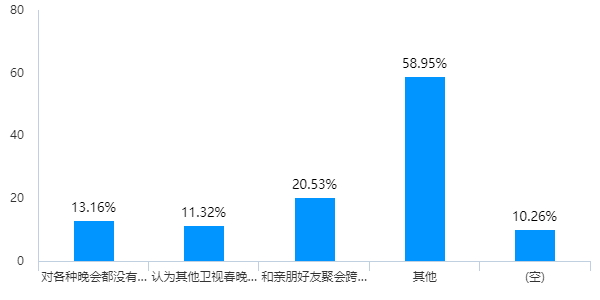 80
60
40
20
0
13.16%
11.32%
20.53%
58.95%
10.26%
对各种晚会都没有...
认为其他卫视春晚...
和亲朋好友聚会跨...
其他
(空)